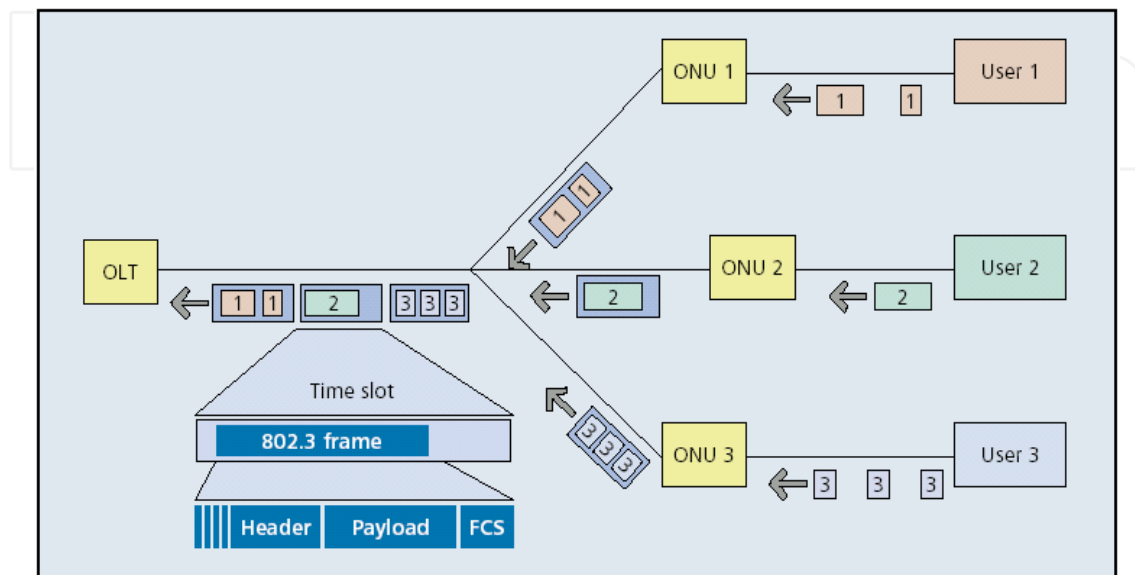 ONU 1
User 1
1 1
1 1
OLT
ONU 2
User 2
1 1 2 3 3 3
2
2
Time slot
802.3 frame
3 3 3
ONU 3
User 3
3 3 3
Header Payload FCS